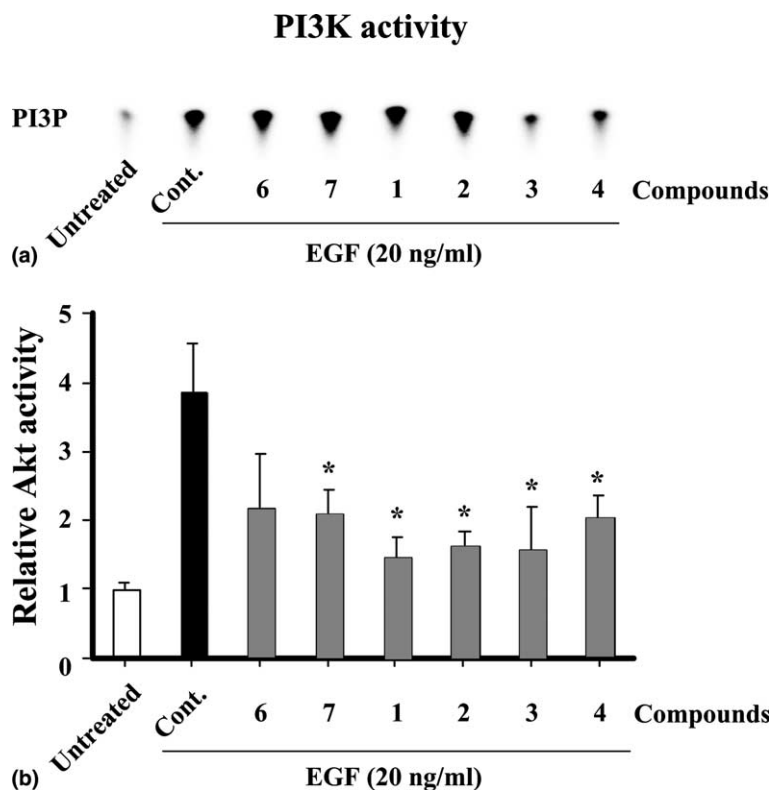 PI3K activity
PI3P
Untreated Cont. 6 7 1 2 3 4 Compounds
EGF (20 ng/ml)
(a)
Relative Akt activity
5
4
3
2
1
0
* * * * *
Untreated Cont. 6 7 1 2 3 4 Compounds
EGF (20 ng/ml)
(b)